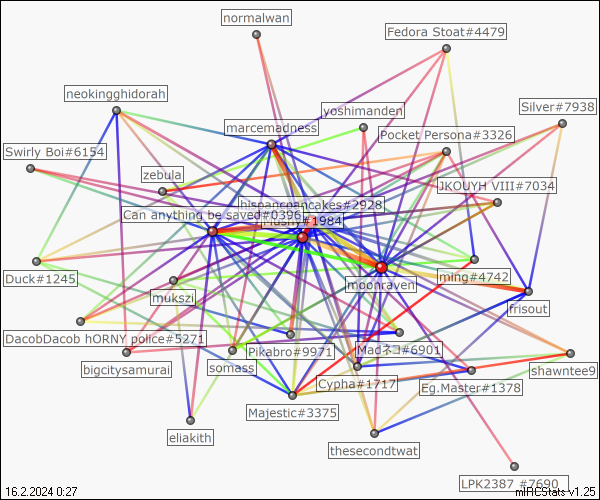 normalwan
Fedora Stoat#4479
neokingghidorah
Silver#7938
yoshimanden
marcemadness
Pocket Persona#3326
Swirly Boi#6154
zebula
JKOUYH VIII#7034
hispanicpancakes#2928
Can anything be saved#0396
#1984
Duck#1245
ming#4742
moonraven
mukszi
frisout
DacobDacob hORNY police#5271
Pikabro#9971
Madネコ#6901
bigcitysamurai
somass
shawntee9
Cypha#1717
Eg.Master#1378
Majestic#3375
eliakith
thesecondtwat
LPK2387 #7690
16.2.2024 0:27
mIRCStats v1.25